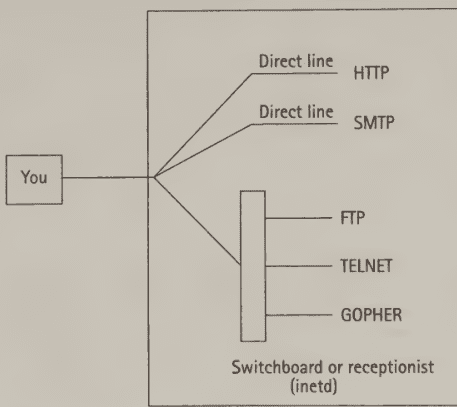 Direct line
HTTP
Direct line
SMTP
You
FTP
TELNET
GOPHER
Switchboard or receptionist
(inetd)